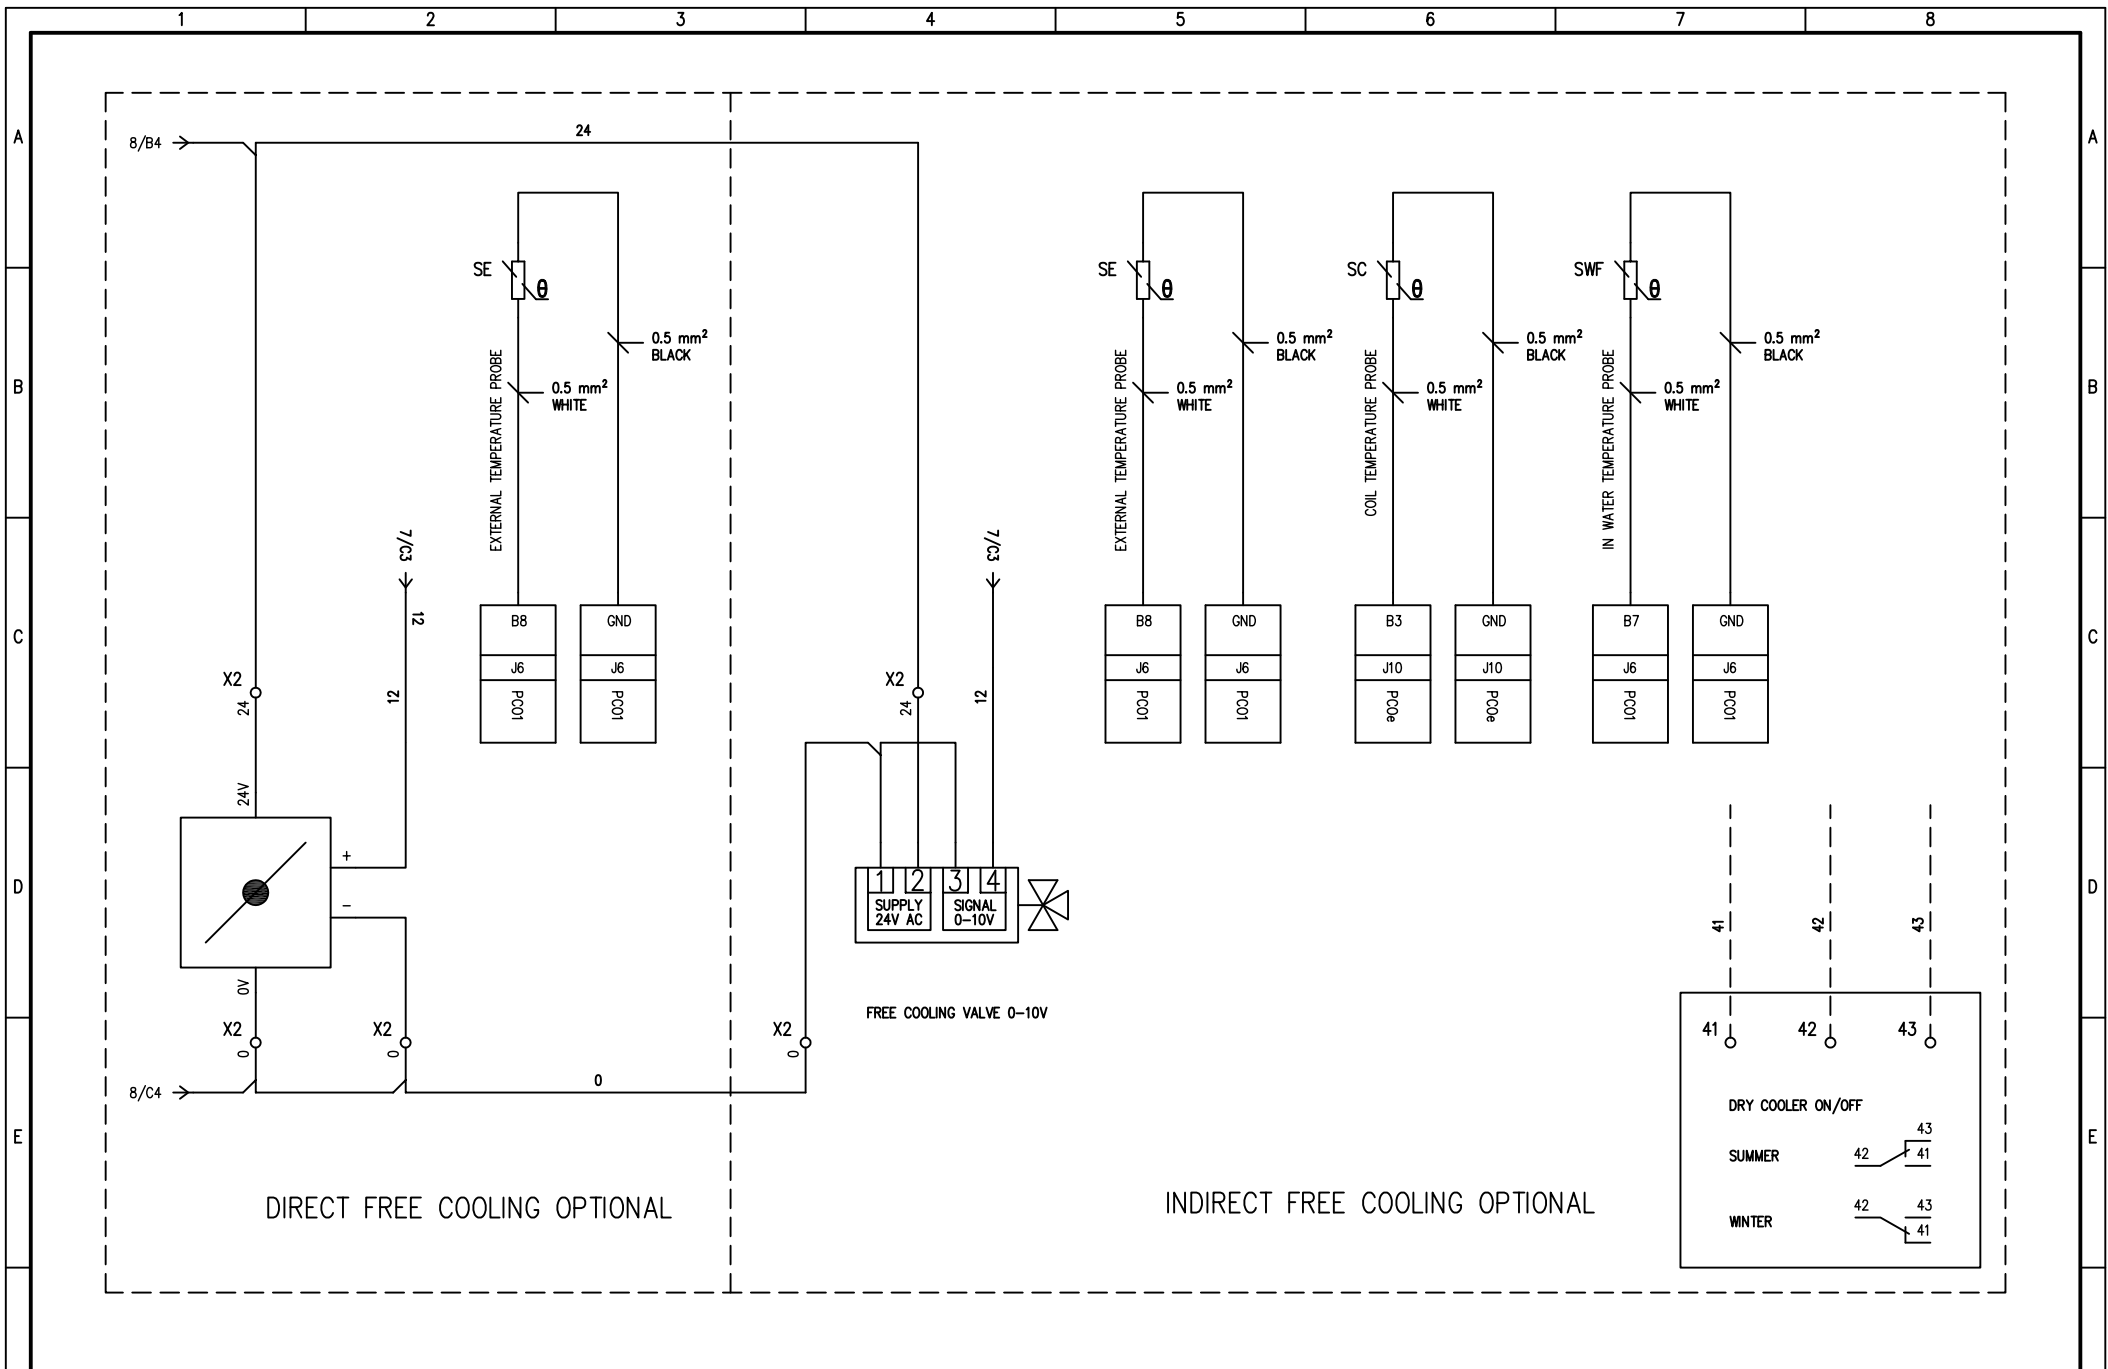 1 2 3 4 5 6 7 8
A A
8/B4
24
SE θ
SE θ
SC θ
SWF θ
0.5 mm²
BLACK
0.5 mm²
BLACK
0.5 mm²
BLACK
0.5 mm²
BLACK
B B
0.5 mm²
WHITE
0.5 mm²
WHITE
0.5 mm²
WHITE
0.5 mm²
WHITE
EXTERNAL TEMPERATURE PROBE
EXTERNAL TEMPERATURE PROBE
COIL TEMPERATURE PROBE
IN WATER TEMPERATURE PROBE
7/C3
12
12
7/C3
12
C C
B8 GND
J6 J6
PCO1 PCO1
B8 GND
J6 J6
PCO1 PCO1
B3 GND
J10 J10
PCOe PCOe
B7 GND
J6 J6
PCO1 PCO1
X2
24
24V
X2
24
D D
+
-
0V
1 2 3 4
SUPPLY
24V AC
SIGNAL
0-10V
FREE COOLING VALVE 0-10V
41 42 43
X2
0
X2
0
X2
0
8/C4
0
41 42 43
DRY COOLER ON/OFF
E E
SUMMER
42
43
41
WINTER
42
43
41
DIRECT FREE COOLING OPTIONAL
INDIRECT FREE COOLING OPTIONAL